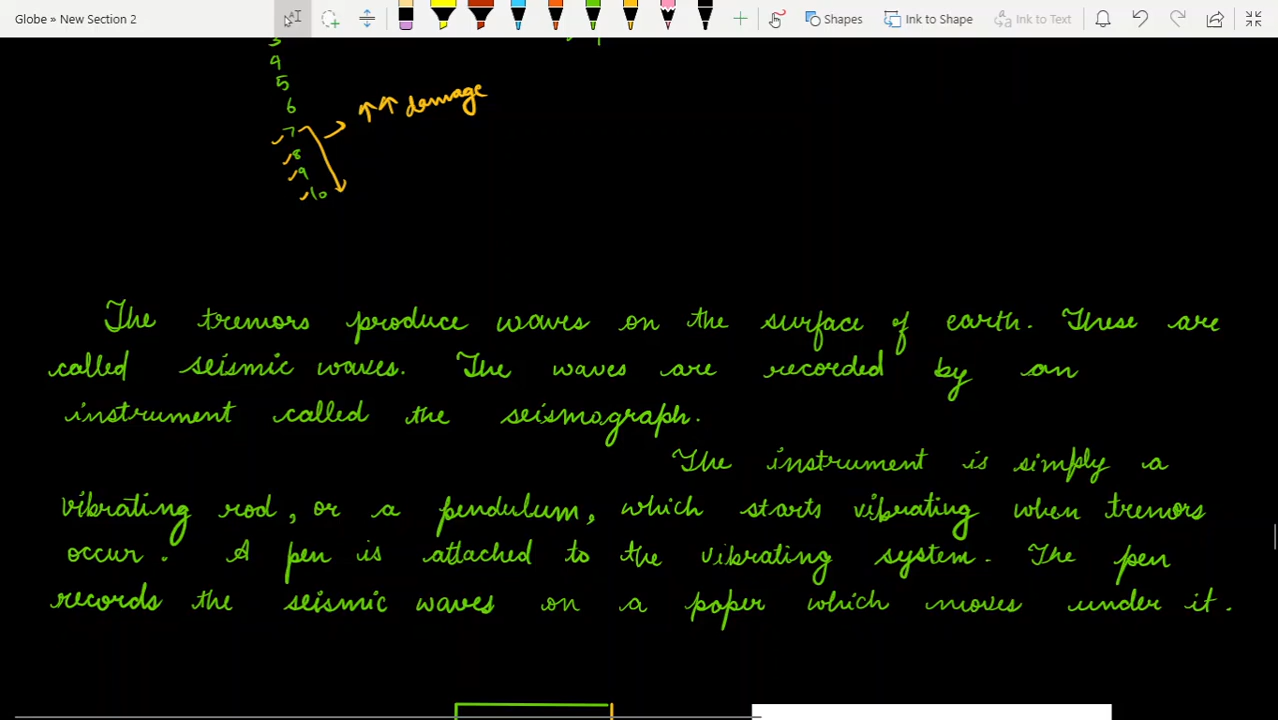 Globe » New Section 2
Shapes
Ink to Shape
Ink to Text
3
4
5
6
↑↑ damage
7
8
9
10
The tremors produce waves on the surface of earth. These are
called seismic waves. The waves are recorded by an
instrument called the seismograph.
The instrument is simply a
vibrating rod, or a pendulum, which starts vibrating when tremors
occur. A pen is attached to the vibrating system. The pen
records the seismic waves on a paper which moves under it.